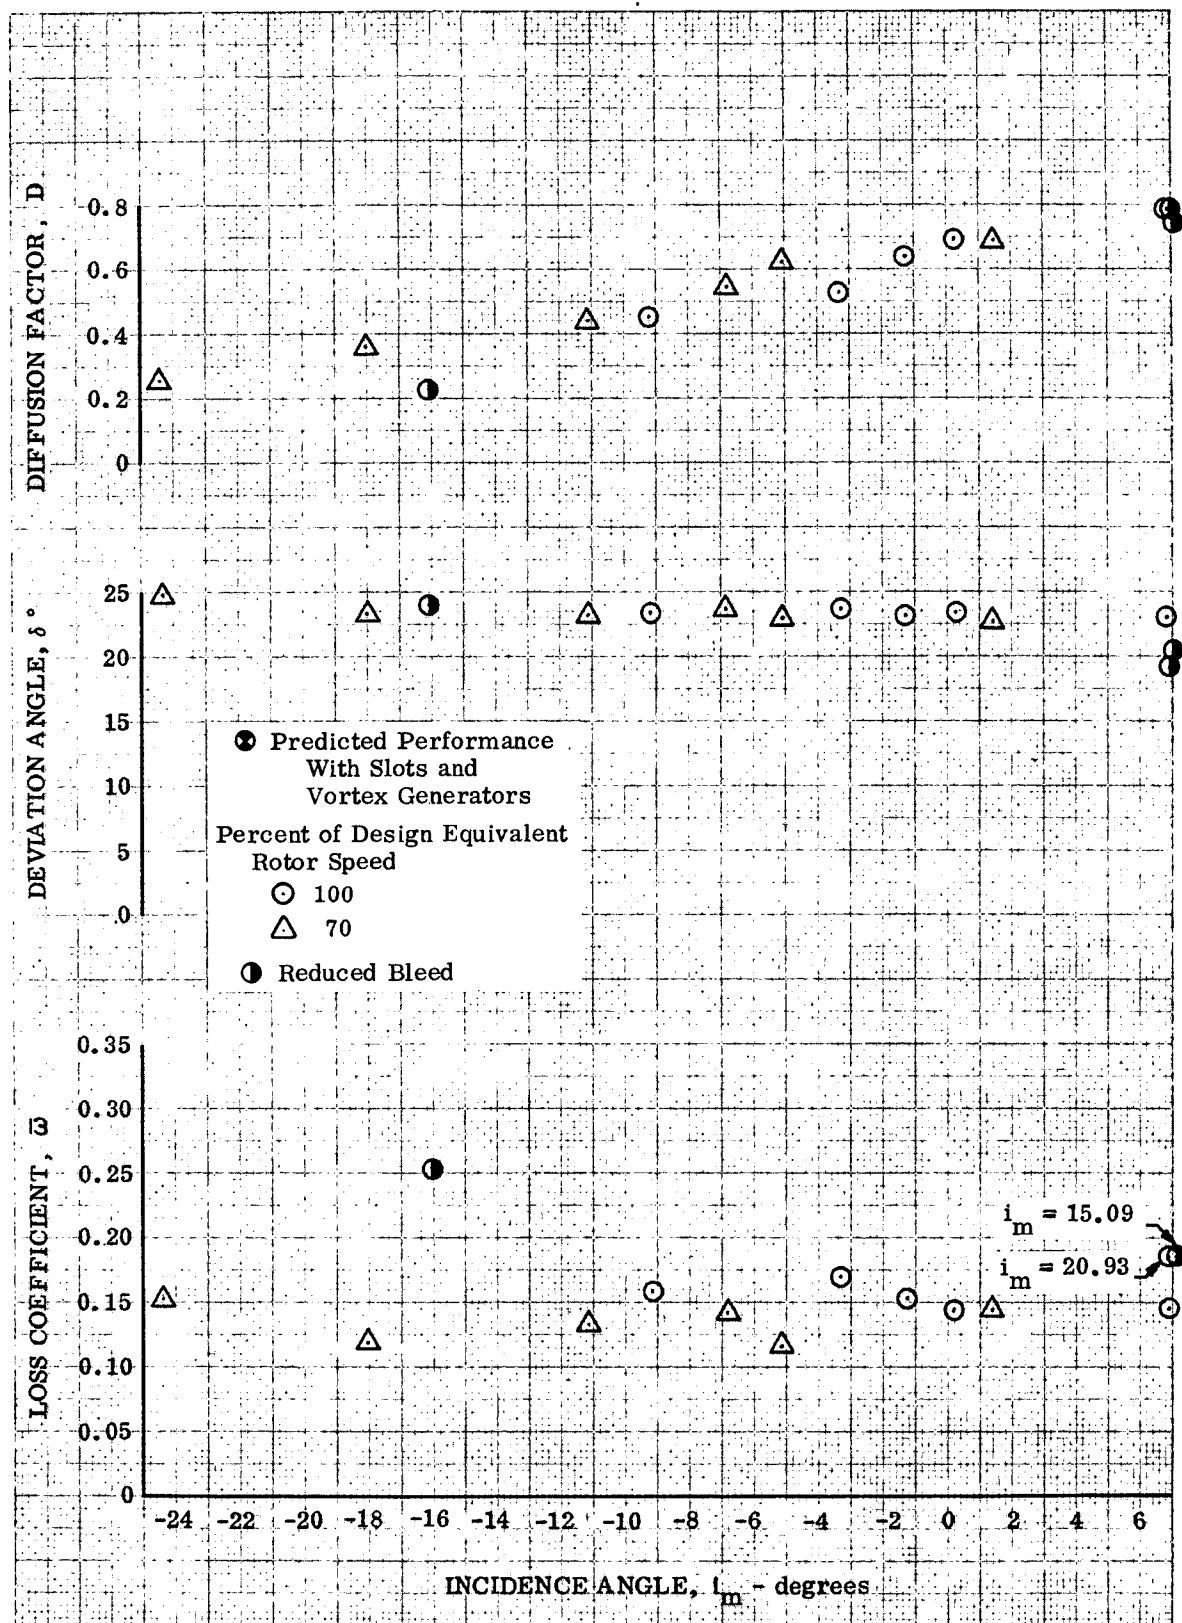 DIFFUSION FACTOR, D
0.8
0.6
0.4
0.2
0
DEVIATION ANGLE, δ °
25
20
15
10
5
0
Predicted Performance
With Slots and
Vortex Generators
Percent of Design Equivalent
Rotor Speed
100
70
Reduced Bleed
LOSS COEFFICIENT, ω̅
0.35
0.30
0.25
0.20
0.15
0.10
0.05
0
i_m = 15.09
i_m = 20.93
-24 -22 -20 -18 -16 -14 -12 -10 -8 -6 -4 -2 0 2 4 6
INCIDENCE ANGLE, i_m - degrees